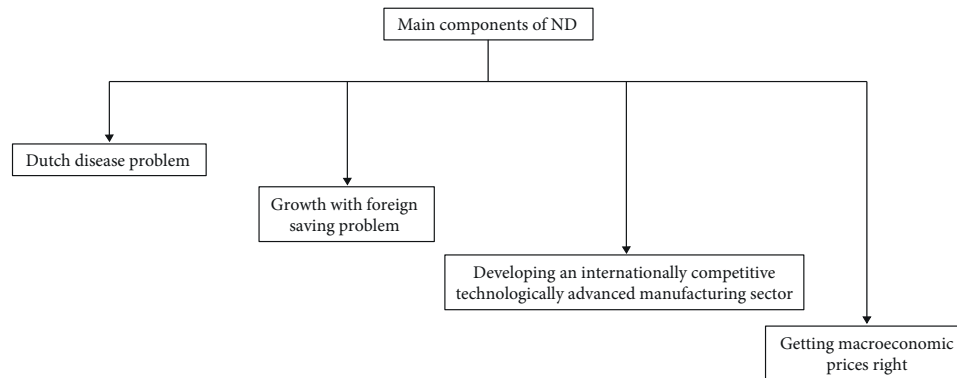 Main components of ND
Dutch disease problem
Growth with foreign
saving problem
Developing an internationally competitive
technologically advanced manufacturing sector
Getting macroeconomic
prices right